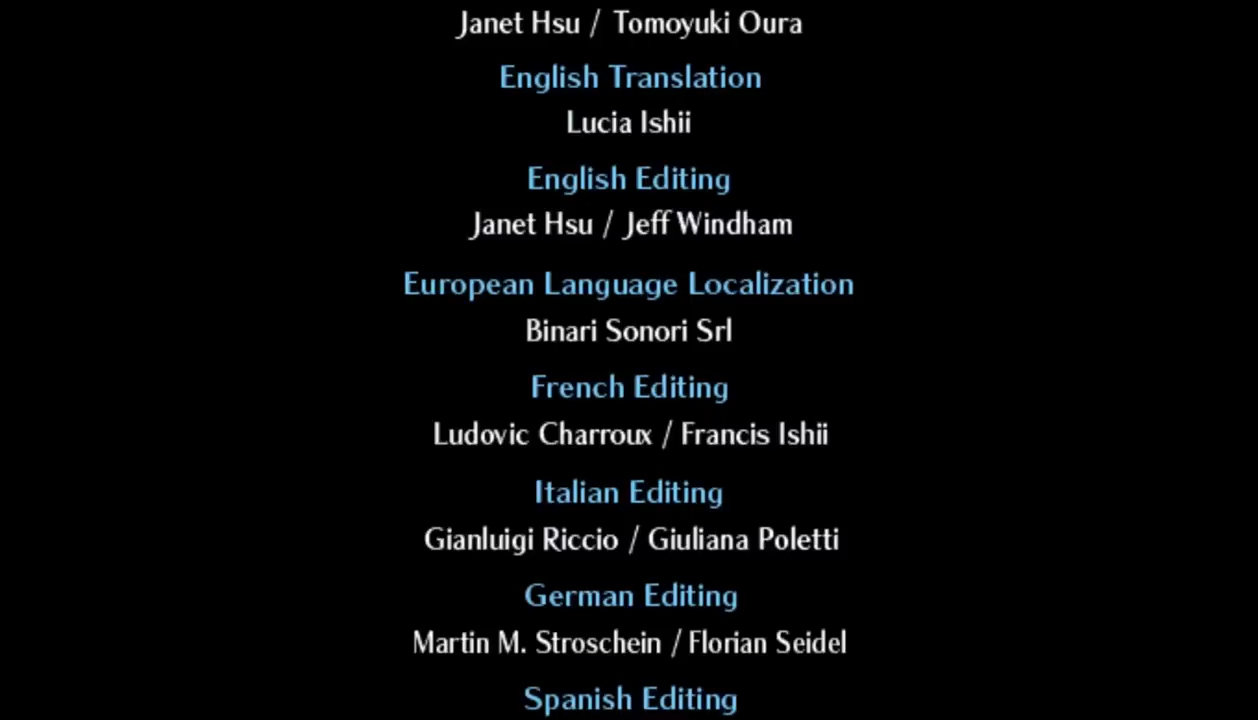 Janet Hsu / Tomoyuki Oura
English Translation
Lucia Ishii
English Editing
Janet Hsu / Jeff Windham
European Language Localization
Binari Sonori Srl
French Editing
Ludovic Charroux / Francis Ishii
Italian Editing
Gianluigi Riccio / Giuliana Poletti
German Editing
Martin M. Stroschein / Florian Seidel
Spanish Editing